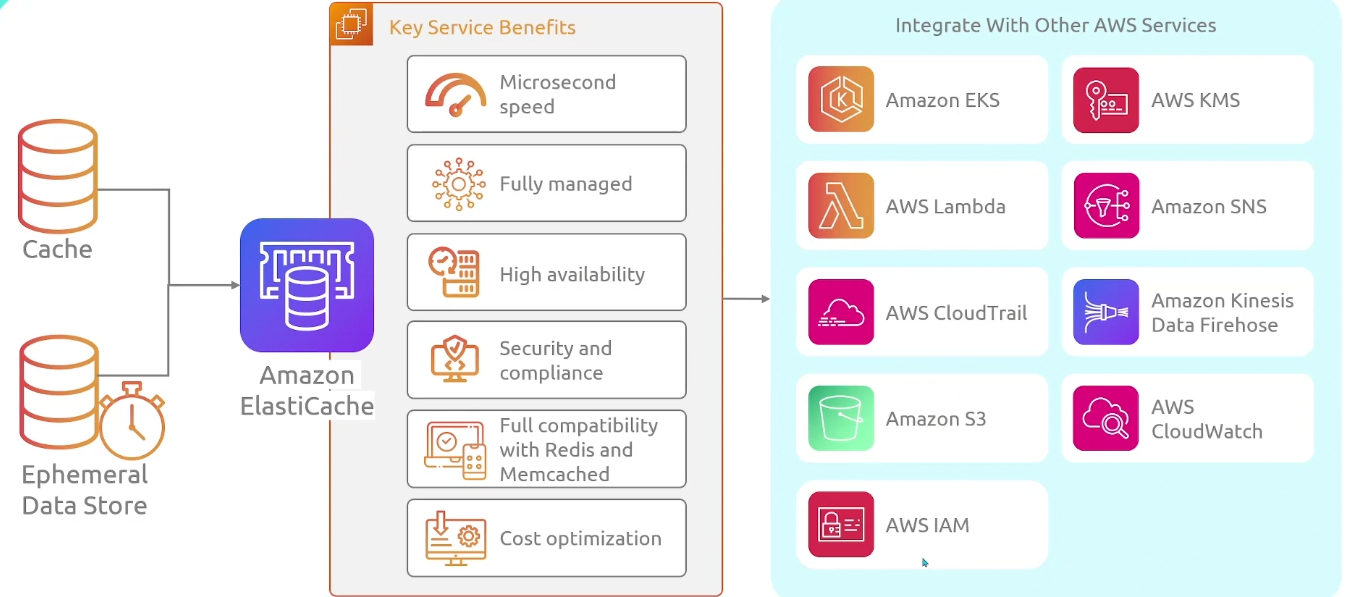 Key Service Benefits
Microsecond
speed
Fully managed
High availability
Security and
compliance
Full compatibility
with Redis and
Memcached
Cost optimization
Cache
Ephemeral
Data Store
Amazon
ElastiCache
Integrate With Other AWS Services
Amazon EKS
AWS KMS
AWS Lambda
Amazon SNS
AWS CloudTrail
Amazon Kinesis
Data Firehose
Amazon S3
AWS
CloudWatch
AWS IAM
K